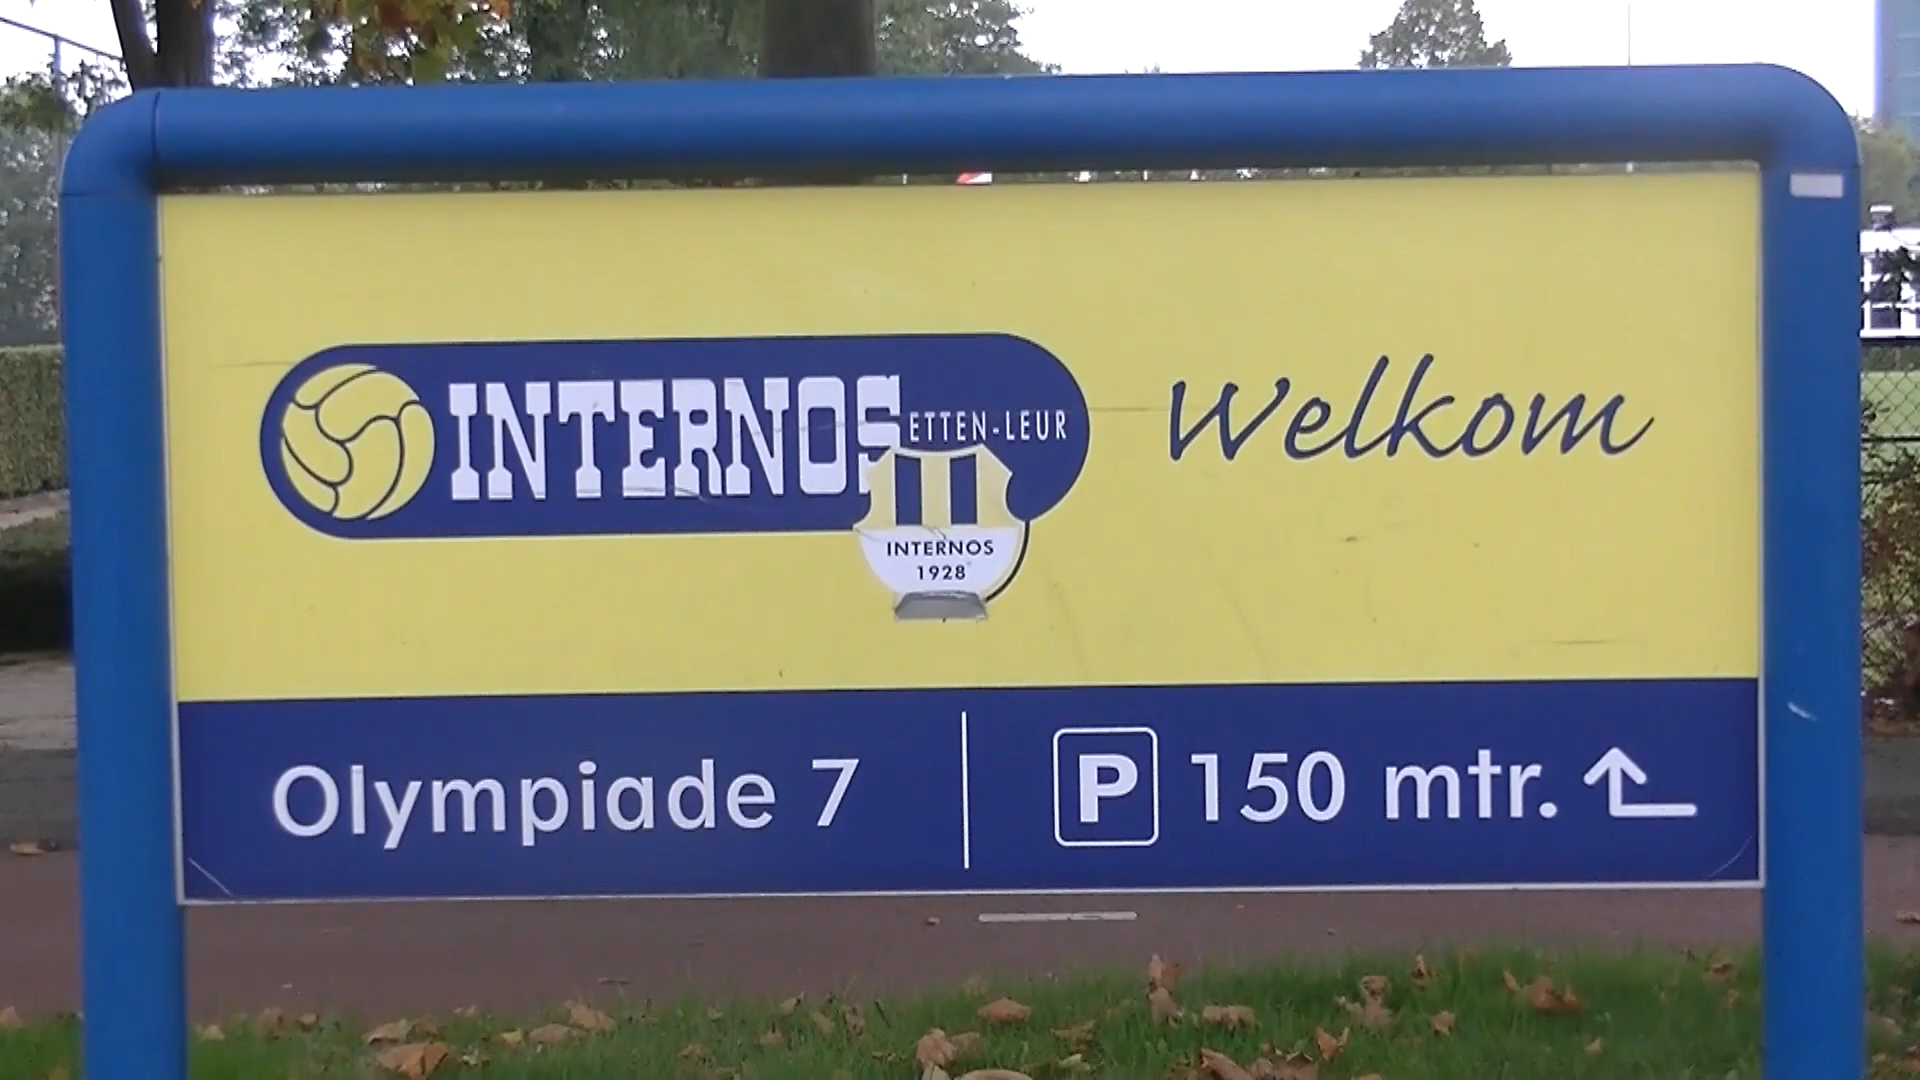 INTERNOS ETTEN-LEUR
Welkom
INTERNOS
1928
Olympiade 7
P 150 mtr.